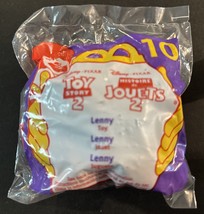 10
Disney · PIXAR
TOY
STORY
2
Disney · PIXAR
HISTOIRE
DE
JOUETS
2
Lenny
Toy
Lenny
Jouet
Lenny